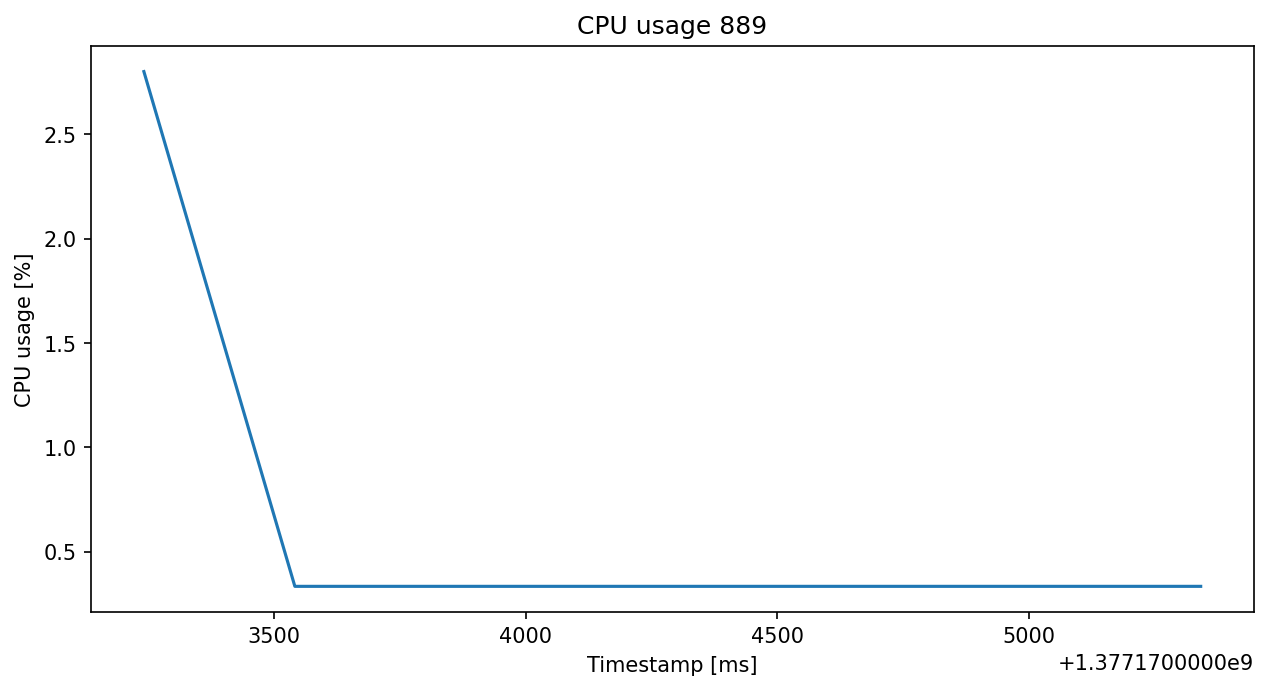 CPU usage 889
CPU usage [%]
2.5
2.0
1.5
1.0
0.5
3500 4000 4500 5000
Timestamp [ms]
+1.3771700000e9